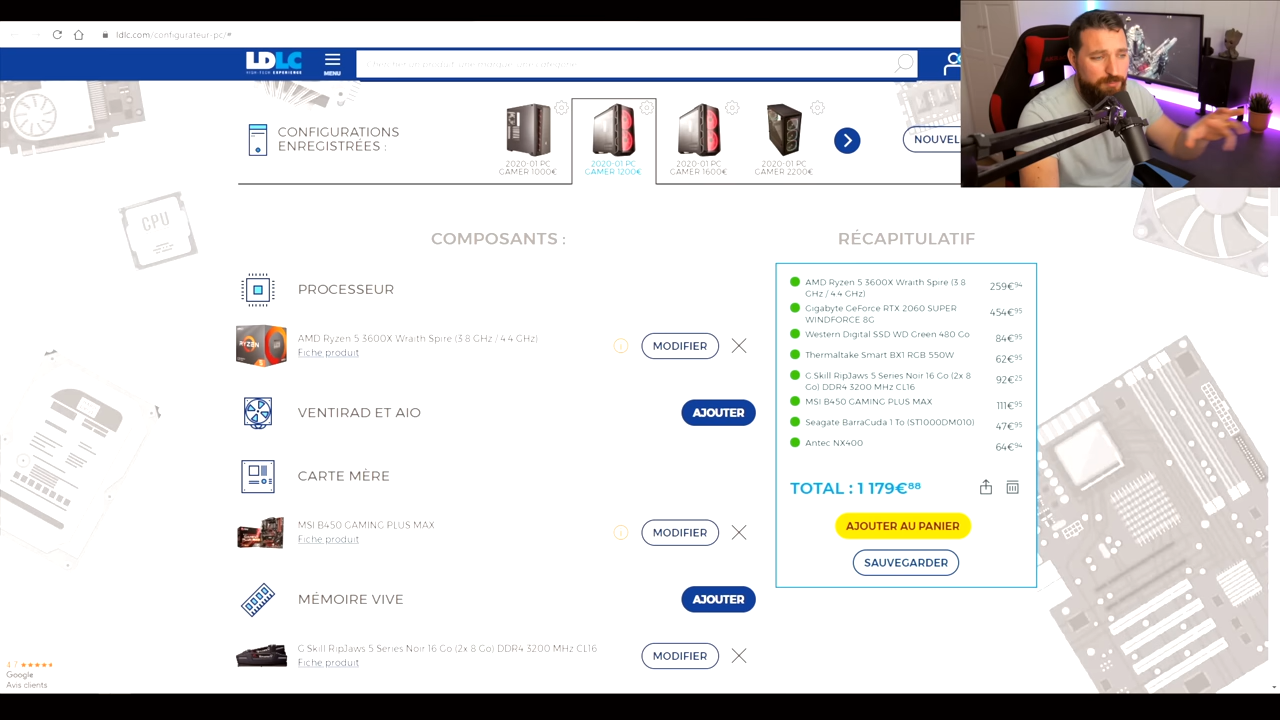 ldlc.com/configurateur-pc/#
LDLC
HIGH-TECH EXPERIENCE
MENU
CONFIGURATIONS
ENREGISTRÉES :
2020-01 PC
GAMER 1000€
2020-01 PC
GAMER 1200€
2020-01 PC
GAMER 1600€
2020-01 PC
GAMER 2200€
NOUVEL
CPU
COMPOSANTS :
PROCESSEUR
AMD Ryzen 5 3600X Wraith Spire (3.8 GHz / 4.4 GHz)
Fiche produit
MODIFIER
VENTIRAD ET AIO
AJOUTER
CARTE MÈRE
MSI B450 GAMING PLUS MAX
Fiche produit
MODIFIER
MÉMOIRE VIVE
AJOUTER
G.Skill RipJaws 5 Series Noir 16 Go (2x 8 Go) DDR4 3200 MHz CL16
Fiche produit
MODIFIER
RÉCAPITULATIF
AMD Ryzen 5 3600X Wraith Spire (3.8
GHz / 4.4 GHz)
259€94
Gigabyte GeForce RTX 2060 SUPER
WINDFORCE 8G
454€95
Western Digital SSD WD Green 480 Go
84€95
Thermaltake Smart BX1 RGB 550W
62€95
G.Skill RipJaws 5 Series Noir 16 Go (2x 8
Go) DDR4 3200 MHz CL16
92€25
MSI B450 GAMING PLUS MAX
111€95
Seagate BarraCuda 1 To (ST1000DM010)
47€95
Antec NX400
64€94
TOTAL : 1 179€88
AJOUTER AU PANIER
SAUVEGARDER
4 / ★★★★★
Google
Avis clients